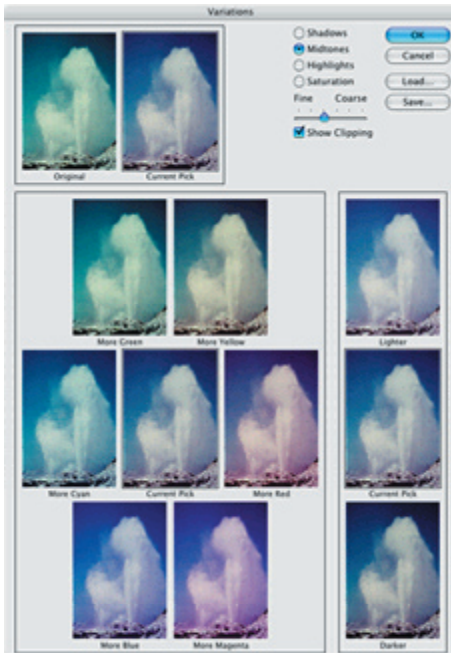 Variations
Shadows
Midtones
Highlights
Saturation
Fine Coarse
Show Clipping
OK
Cancel
Load...
Save...
Original
Current Pick
More Green
More Yellow
Lighter
More Cyan
Current Pick
More Red
Current Pick
More Blue
More Magenta
Darker